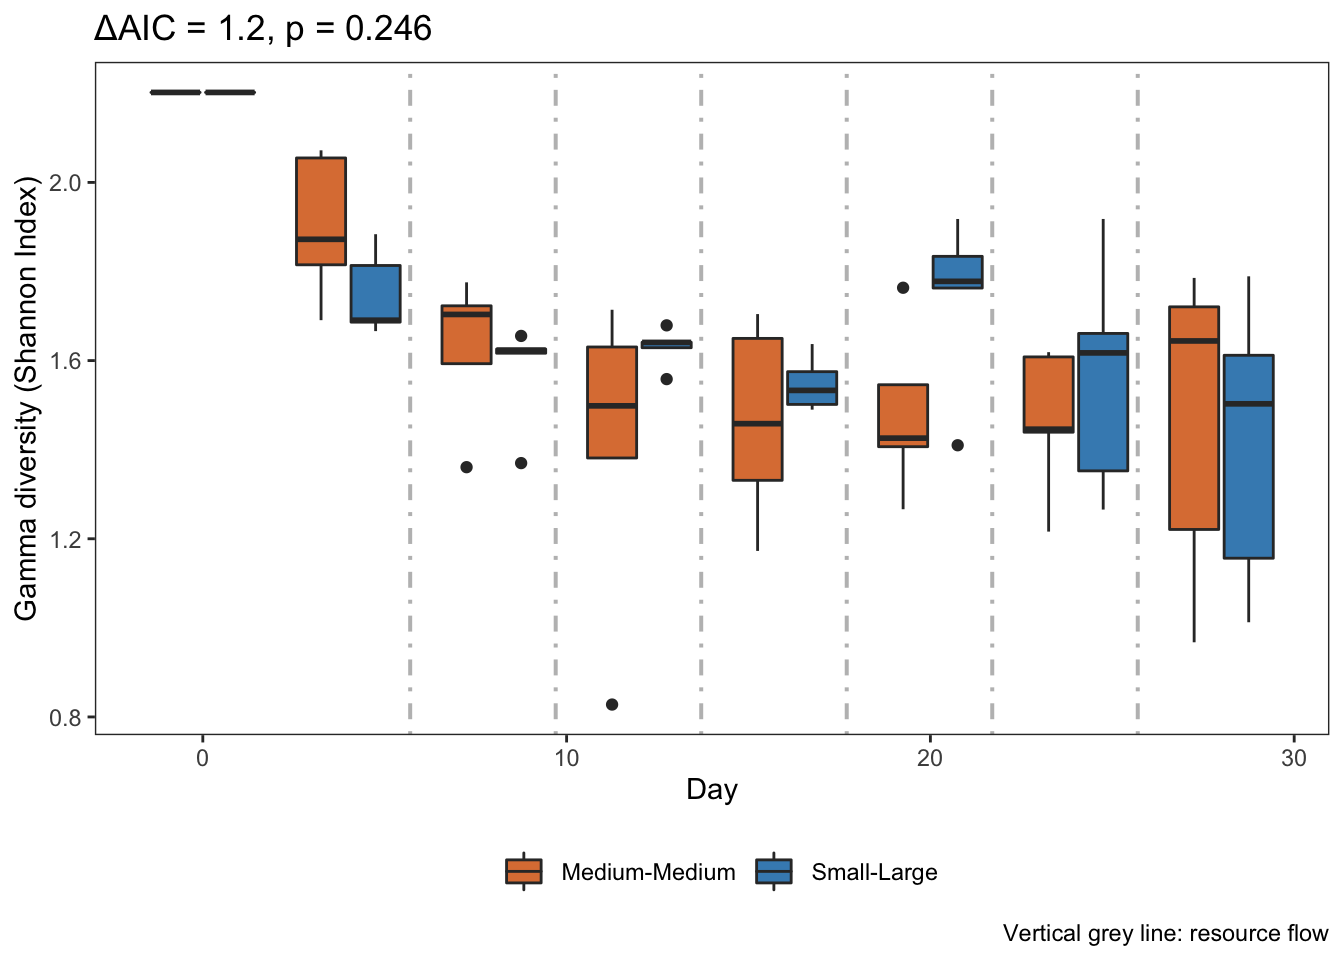 ΔAIC = 1.2, p = 0.246
Gamma diversity (Shannon Index)
2.0
1.6
1.2
0.8
0 10 20 30
Day
Medium-Medium Small-Large
Vertical grey line: resource flow